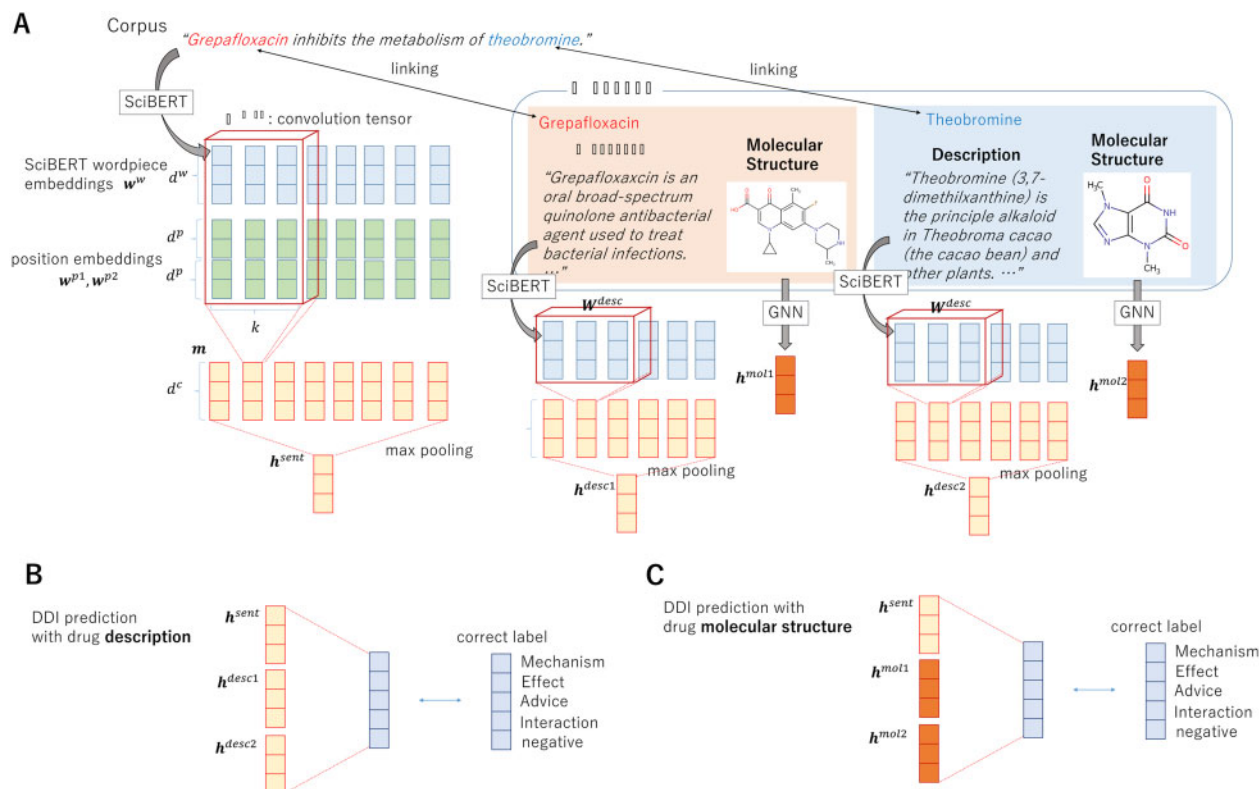 A
Corpus
“Grepafloxacin inhibits the metabolism of theobromine.”
linking
linking
SciBERT
: convolution tensor
SciBERT wordpiece
embeddings w^w
d^w
d^p
position embeddings
w^p1, w^p2
d^p
k
m
d^c
max pooling
h^sent
Grepafloxacin
Molecular
Structure
“Grepafloxaxcin is an
oral broad-spectrum
quinolone antibacterial
agent used to treat
bacterial infections.
…”
SciBERT
W^desc
GNN
h^mol1
max pooling
h^desc1
Theobromine
Description
Molecular
Structure
“Theobromine (3,7-
dimethilxanthine) is
the principle alkaloid
in Theobroma cacao
(the cacao bean) and
other plants. …”
SciBERT
W^desc
GNN
h^mol2
max pooling
h^desc2
B
DDI prediction
with drug description
h^sent
h^desc1
h^desc2
correct label
Mechanism
Effect
Advice
Interaction
negative
C
DDI prediction with
drug molecular structure
h^sent
h^mol1
h^mol2
correct label
Mechanism
Effect
Advice
Interaction
negative